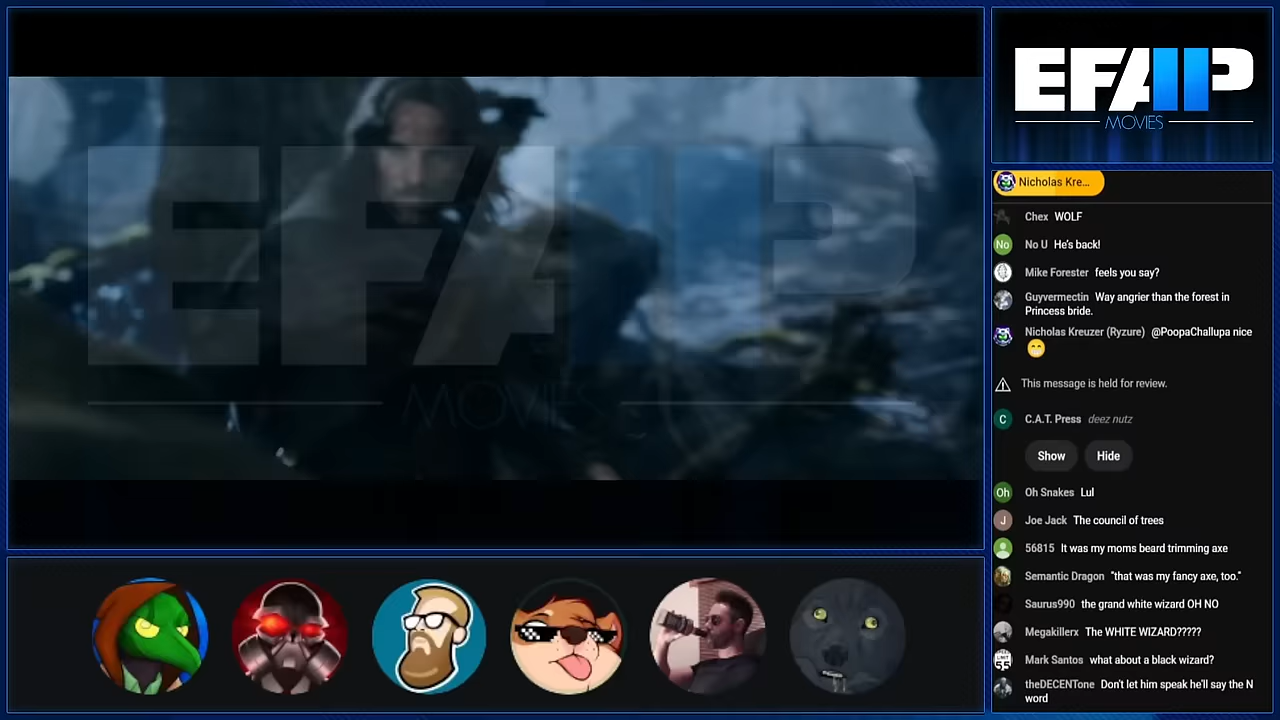 EFAP
MOVIES
EFAP
MOVIES
Nicholas Kre...
Chex WOLF
No U He's back!
Mike Forester feels you say?
Guyvermectin Way angrier than the forest in
Princess bride.
Nicholas Kreuzer (Ryzure) @PoopaChallupa nice
😁
This message is held for review.
C C.A.T. Press deez nutz
Show Hide
Oh Oh Snakes Lul
J Joe Jack The council of trees
56815 It was my moms beard trimming axe
Semantic Dragon "that was my fancy axe, too."
Saurus990 the grand white wizard OH NO
Megakillerx The WHITE WIZARD?????
Mark Santos what about a black wizard?
theDECENTone Don't let him speak he'll say the N
word